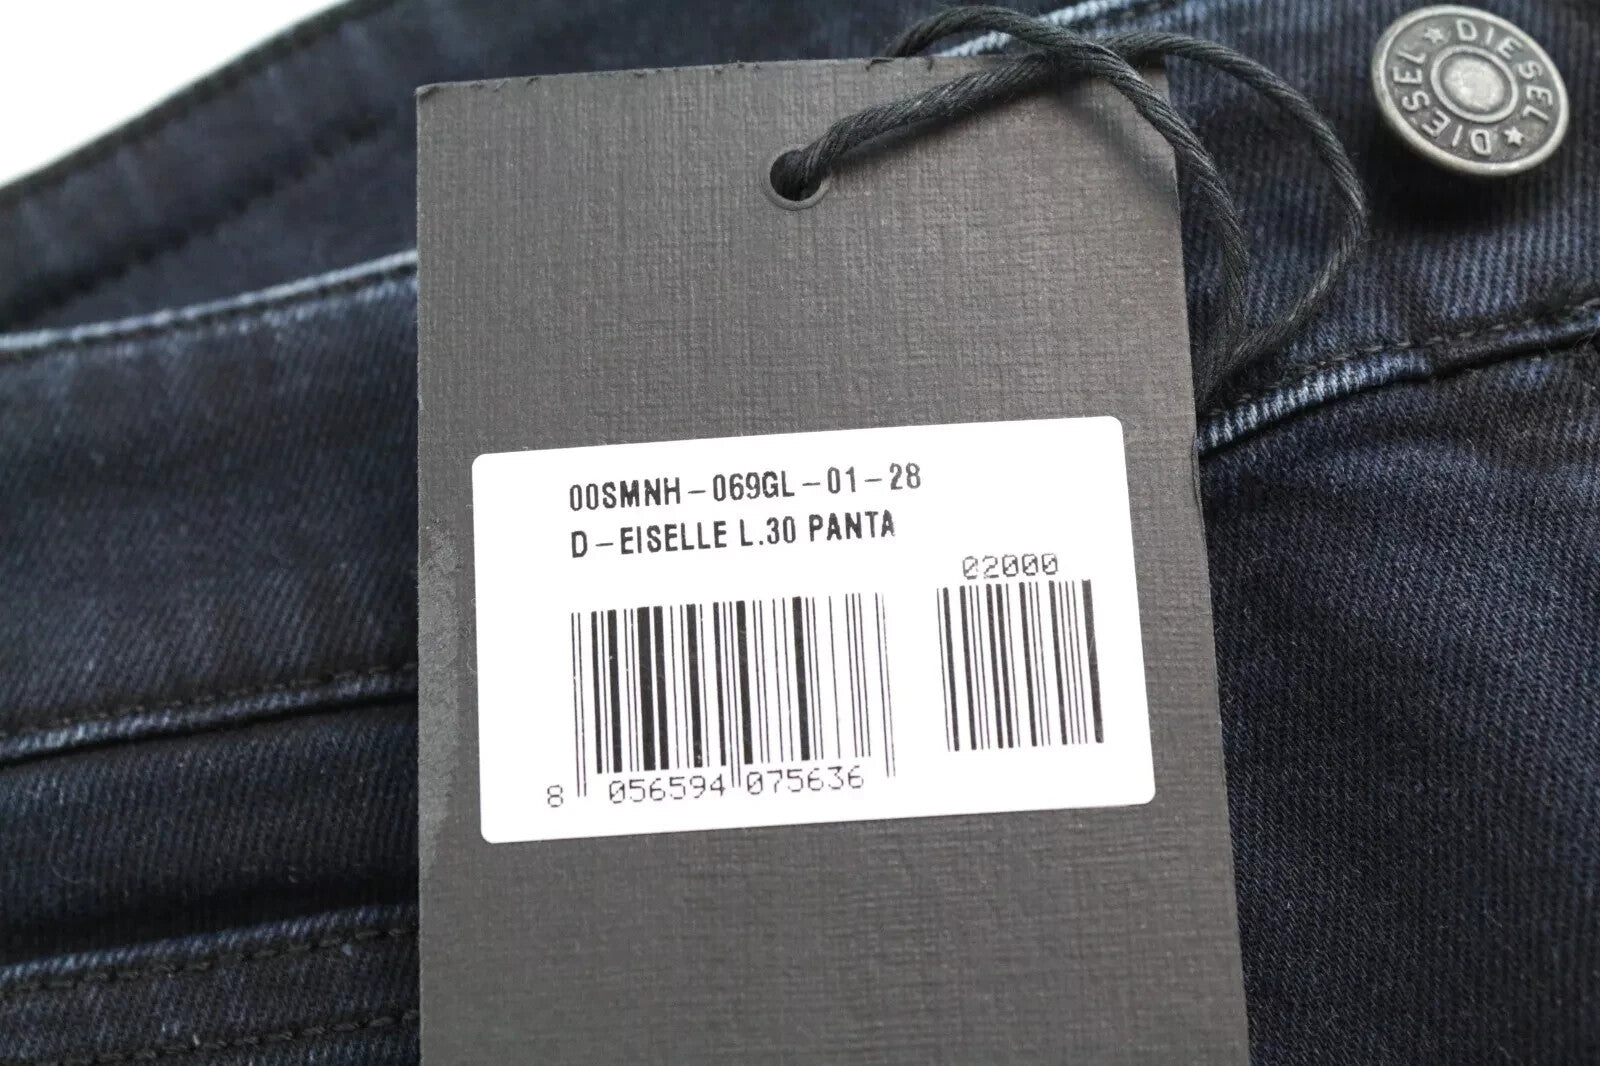 DIESEL ★ DIESEL ★
00SMNH-069GL-01-28
D-EISELLE L.30 PANTA
02000
8 056594 075636